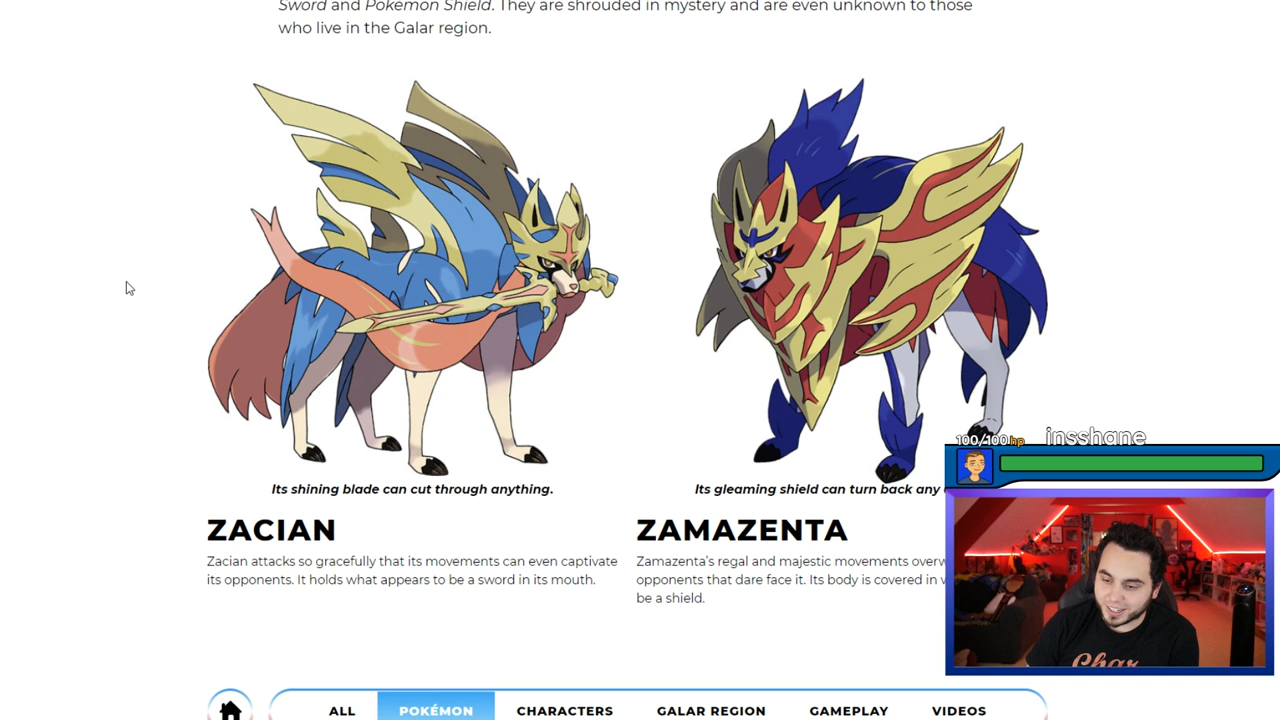 Sword and Pokémon Shield. They are shrouded in mystery and are even unknown to those
who live in the Galar region.
Its shining blade can cut through anything.
Its gleaming shield can turn back any
ZACIAN
ZAMAZENTA
Zacian attacks so gracefully that its movements can even captivate
its opponents. It holds what appears to be a sword in its mouth.
Zamazenta's regal and majestic movements overw
opponents that dare face it. Its body is covered in w
be a shield.
100/100hp
insshane
Char
ALL
POKÉMON
CHARACTERS
GALAR REGION
GAMEPLAY
VIDEOS